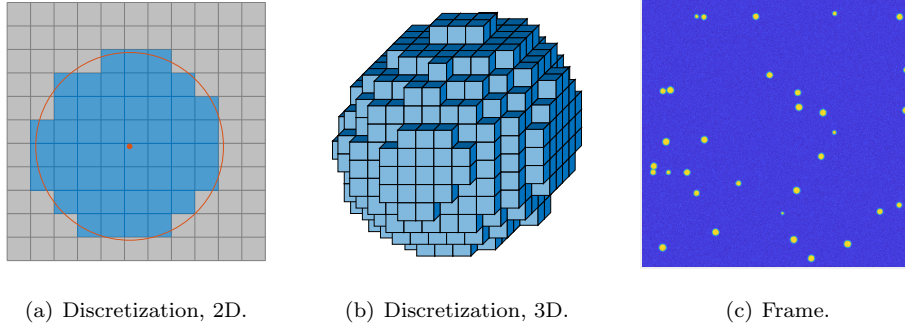 (a) Discretization, 2D.
(b) Discretization, 3D.
(c) Frame.